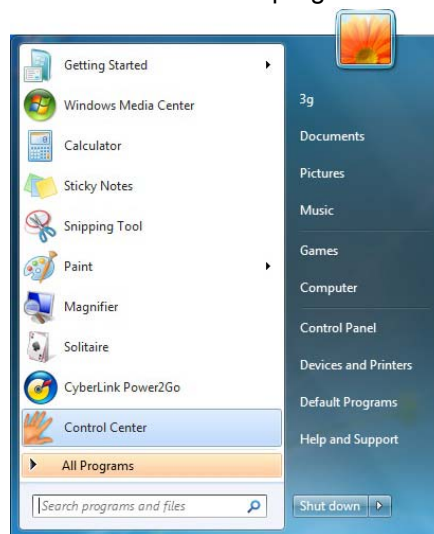 Getting Started
Windows Media Center
Calculator
Sticky Notes
Snipping Tool
Paint
Magnifier
Solitaire
CyberLink Power2Go
Control Center
All Programs
Search programs and files
3g
Documents
Pictures
Music
Games
Computer
Control Panel
Devices and Printers
Default Programs
Help and Support
Shut down